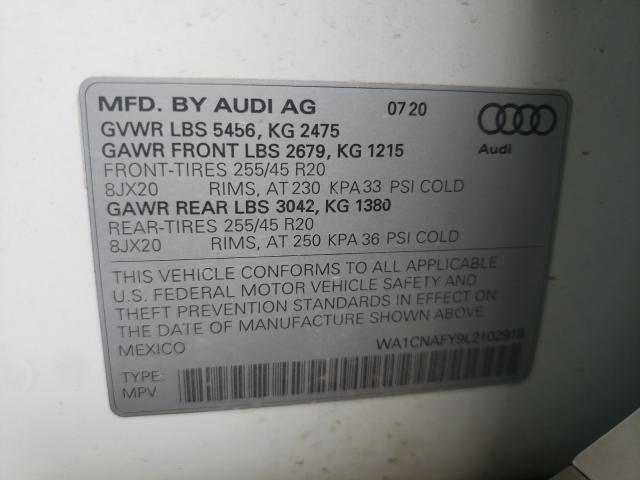 MFD. BY AUDI AG 07 20
GVWR LBS 5456, KG 2475
GAWR FRONT LBS 2679, KG 1215
FRONT-TIRES 255/45 R20
8JX20 RIMS, AT 230 KPA 33 PSI COLD
GAWR REAR LBS 3042, KG 1380
REAR-TIRES 255/45 R20
8JX20 RIMS, AT 250 KPA 36 PSI COLD
Audi
THIS VEHICLE CONFORMS TO ALL APPLICABLE
U.S. FEDERAL MOTOR VEHICLE SAFETY AND
THEFT PREVENTION STANDARDS IN EFFECT ON
THE DATE OF MANUFACTURE SHOWN ABOVE.
MEXICO WA1CNAFY9L2102918
TYPE:
MPV